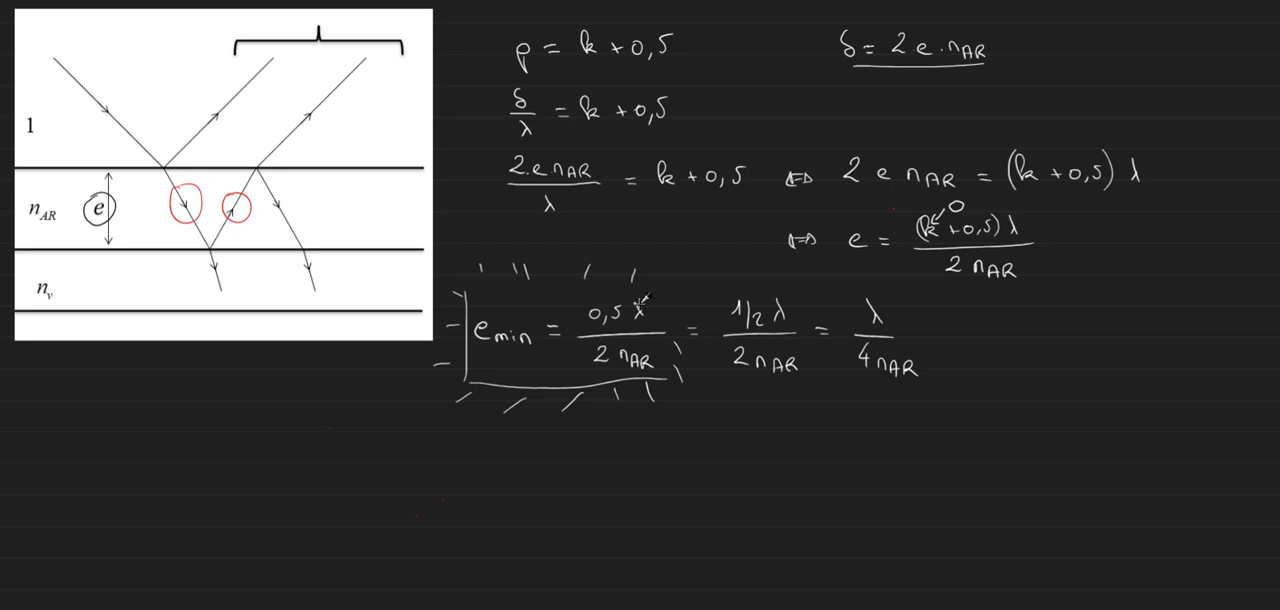 1
n_AR
e
n_v
p = k + 0,5
δ = 2 e · n_AR
δ/λ = k + 0,5
2·e n_AR / λ = k + 0,5 ⟺ 2 e n_AR = (k + 0,5) λ
0
⟺ e = (k + 0,5) λ / 2 n_AR
e_min = 0,5 λ / 2 n_AR = 1/2 λ / 2 n_AR = λ / 4 n_AR